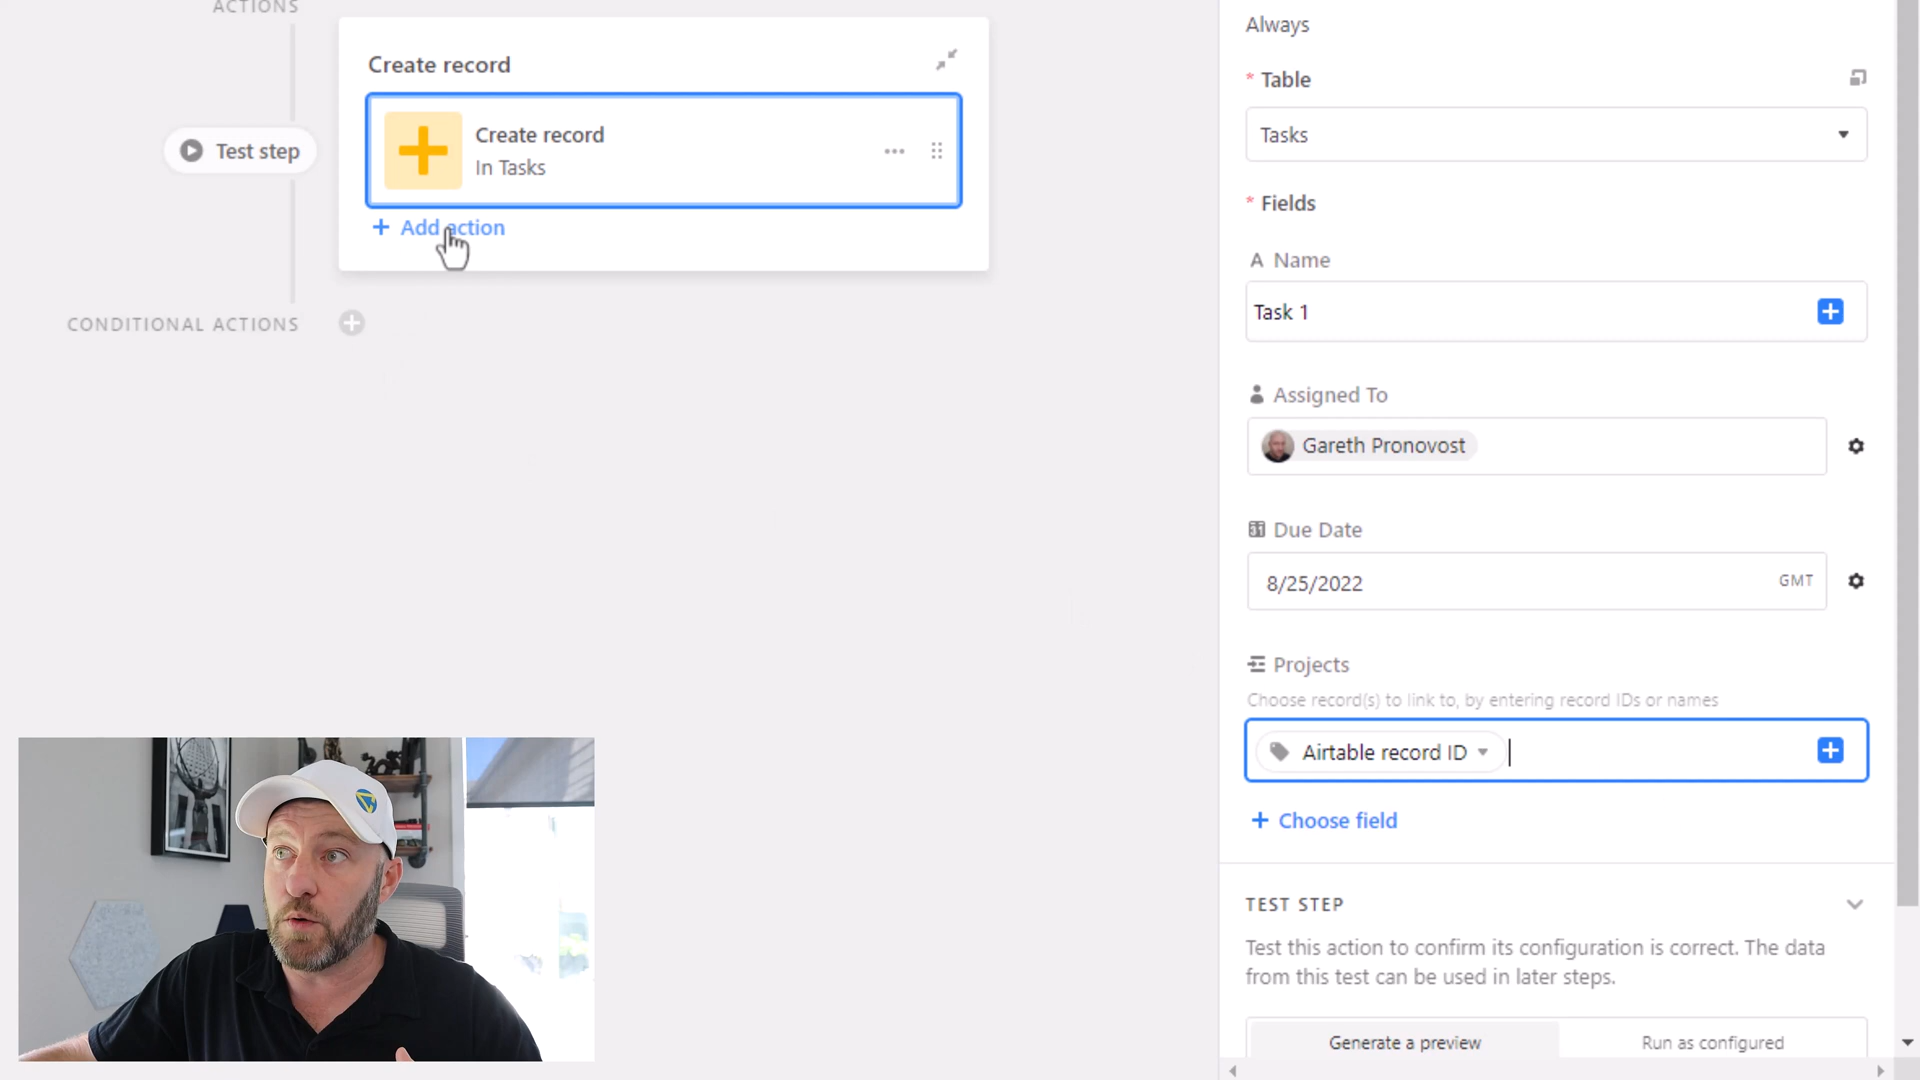 ACTIONS
Create record
Create record
In Tasks
Test step
+ Add action
CONDITIONAL ACTIONS
Always
* Table
Tasks
* Fields
A Name
Task 1
Assigned To
Gareth Pronovost
31 Due Date
8/25/2022 GMT
Projects
Choose record(s) to link to, by entering record IDs or names
Airtable record ID
+ Choose field
TEST STEP
Test this action to confirm its configuration is correct. The data
from this test can be used in later steps.
Generate a preview Run as configured